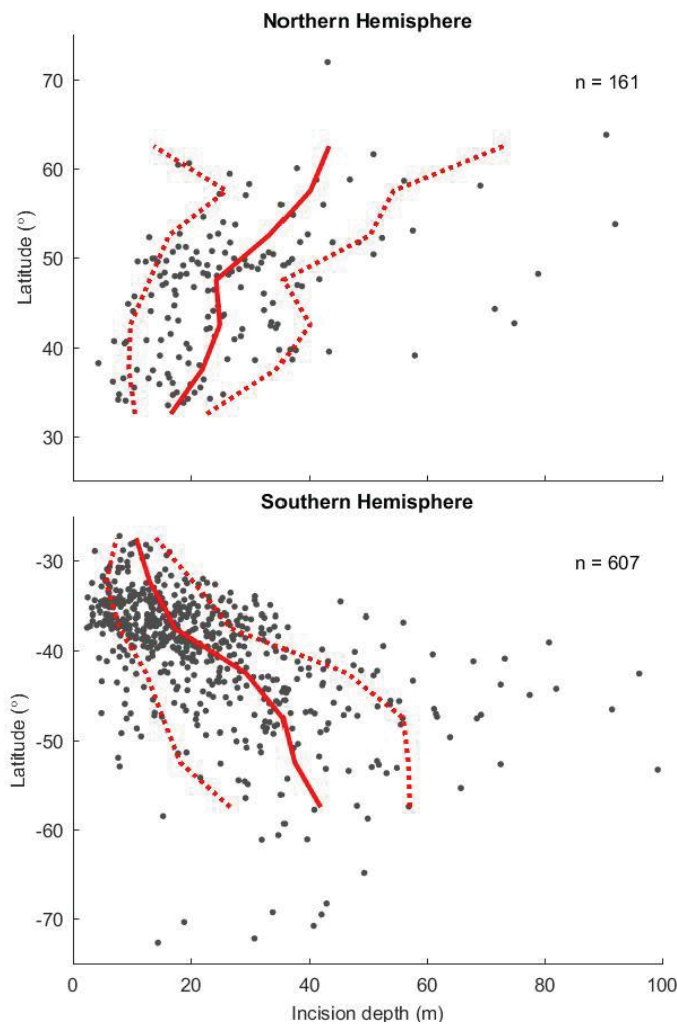 Northern Hemisphere
n = 161
70
60
50
40
30
Latitude (°)
Southern Hemisphere
n = 607
-30
-40
-50
-60
-70
Latitude (°)
0 20 40 60 80 100
Incision depth (m)